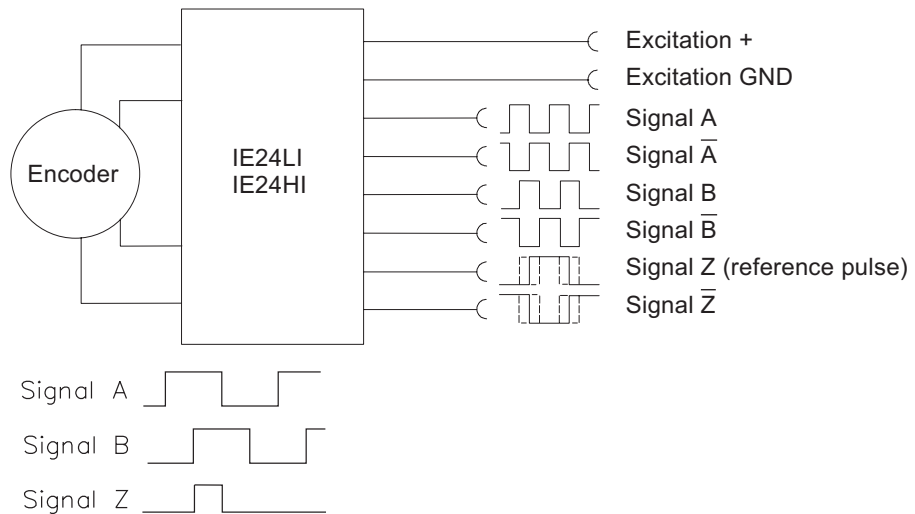 Excitation +
Excitation GND
Signal A
Signal A̅
Encoder
IE24LI
IE24HI
Signal B
Signal B̅
Signal Z (reference pulse)
Signal Z̅
Signal A
Signal B
Signal Z